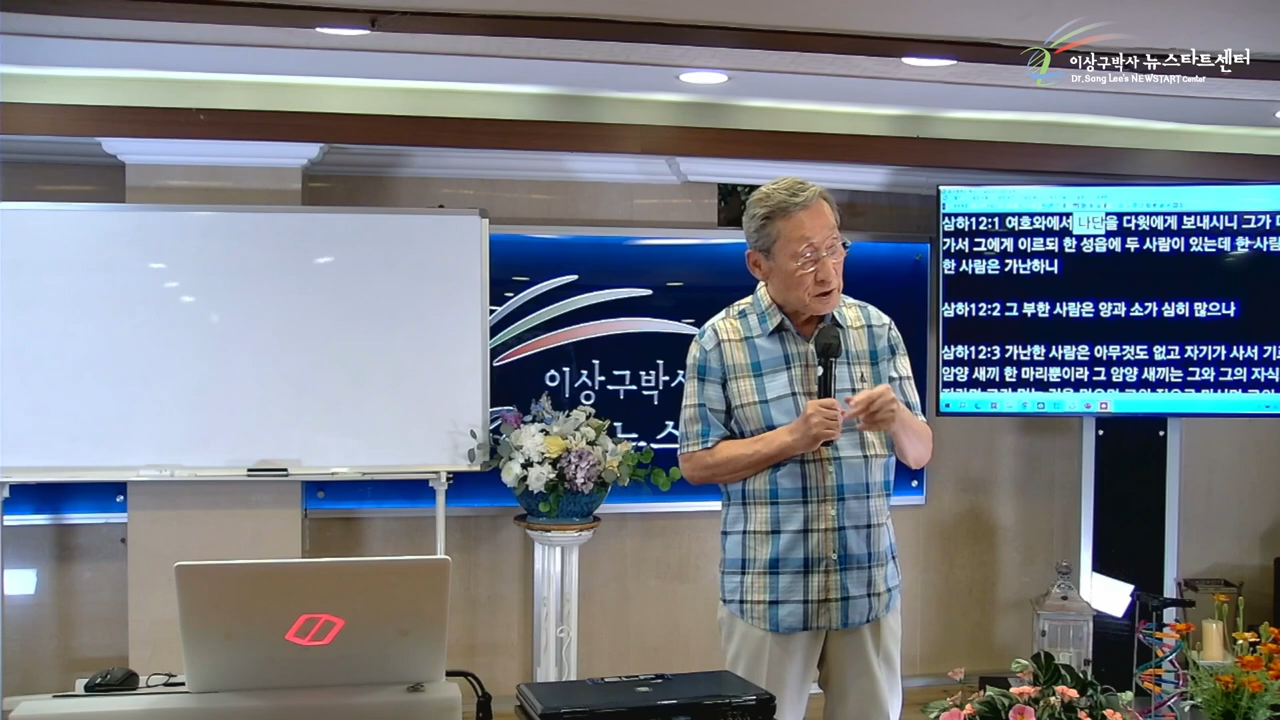 이상구박사 뉴스타트센터
Dr. Sang Lee's NEWSTART Center
이상구박사
뉴스
삼하12:1 여호와께서 나단을 다윗에게 보내시니 그가
가서 그에게 이르되 한 성읍에 두 사람이 있는데 한 사람
한 사람은 가난하니
삼하12:2 그 부한 사람은 양과 소가 심히 많으나
삼하12:3 가난한 사람은 아무것도 없고 자기가 사서
암양 새끼 한 마리뿐이라 그 암양 새끼는 그와 그의 자식